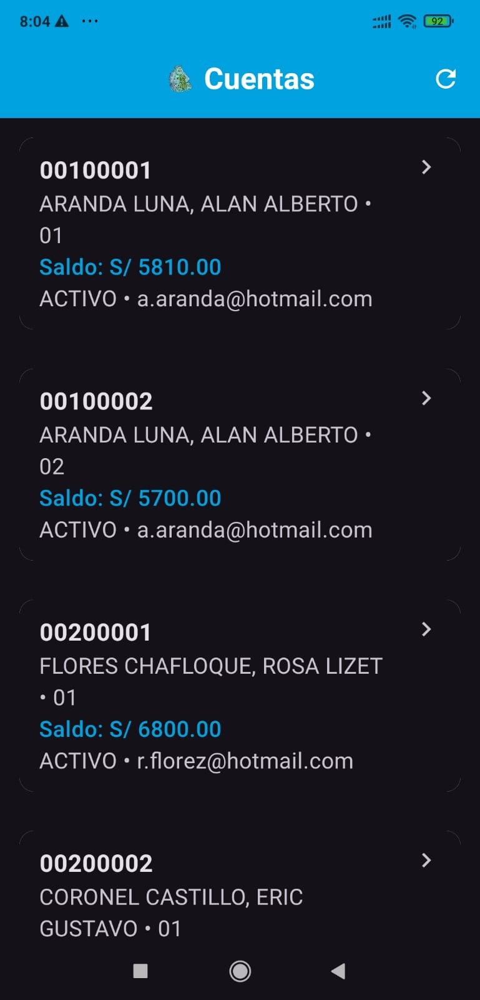 8:04
92
Cuentas
00100001
ARANDA LUNA, ALAN ALBERTO •
01
Saldo: S/ 5810.00
ACTIVO • a.aranda@hotmail.com
00100002
ARANDA LUNA, ALAN ALBERTO •
02
Saldo: S/ 5700.00
ACTIVO • a.aranda@hotmail.com
00200001
FLORES CHAFLOQUE, ROSA LIZET
• 01
Saldo: S/ 6800.00
ACTIVO • r.florez@hotmail.com
00200002
CORONEL CASTILLO, ERIC
GUSTAVO • 01